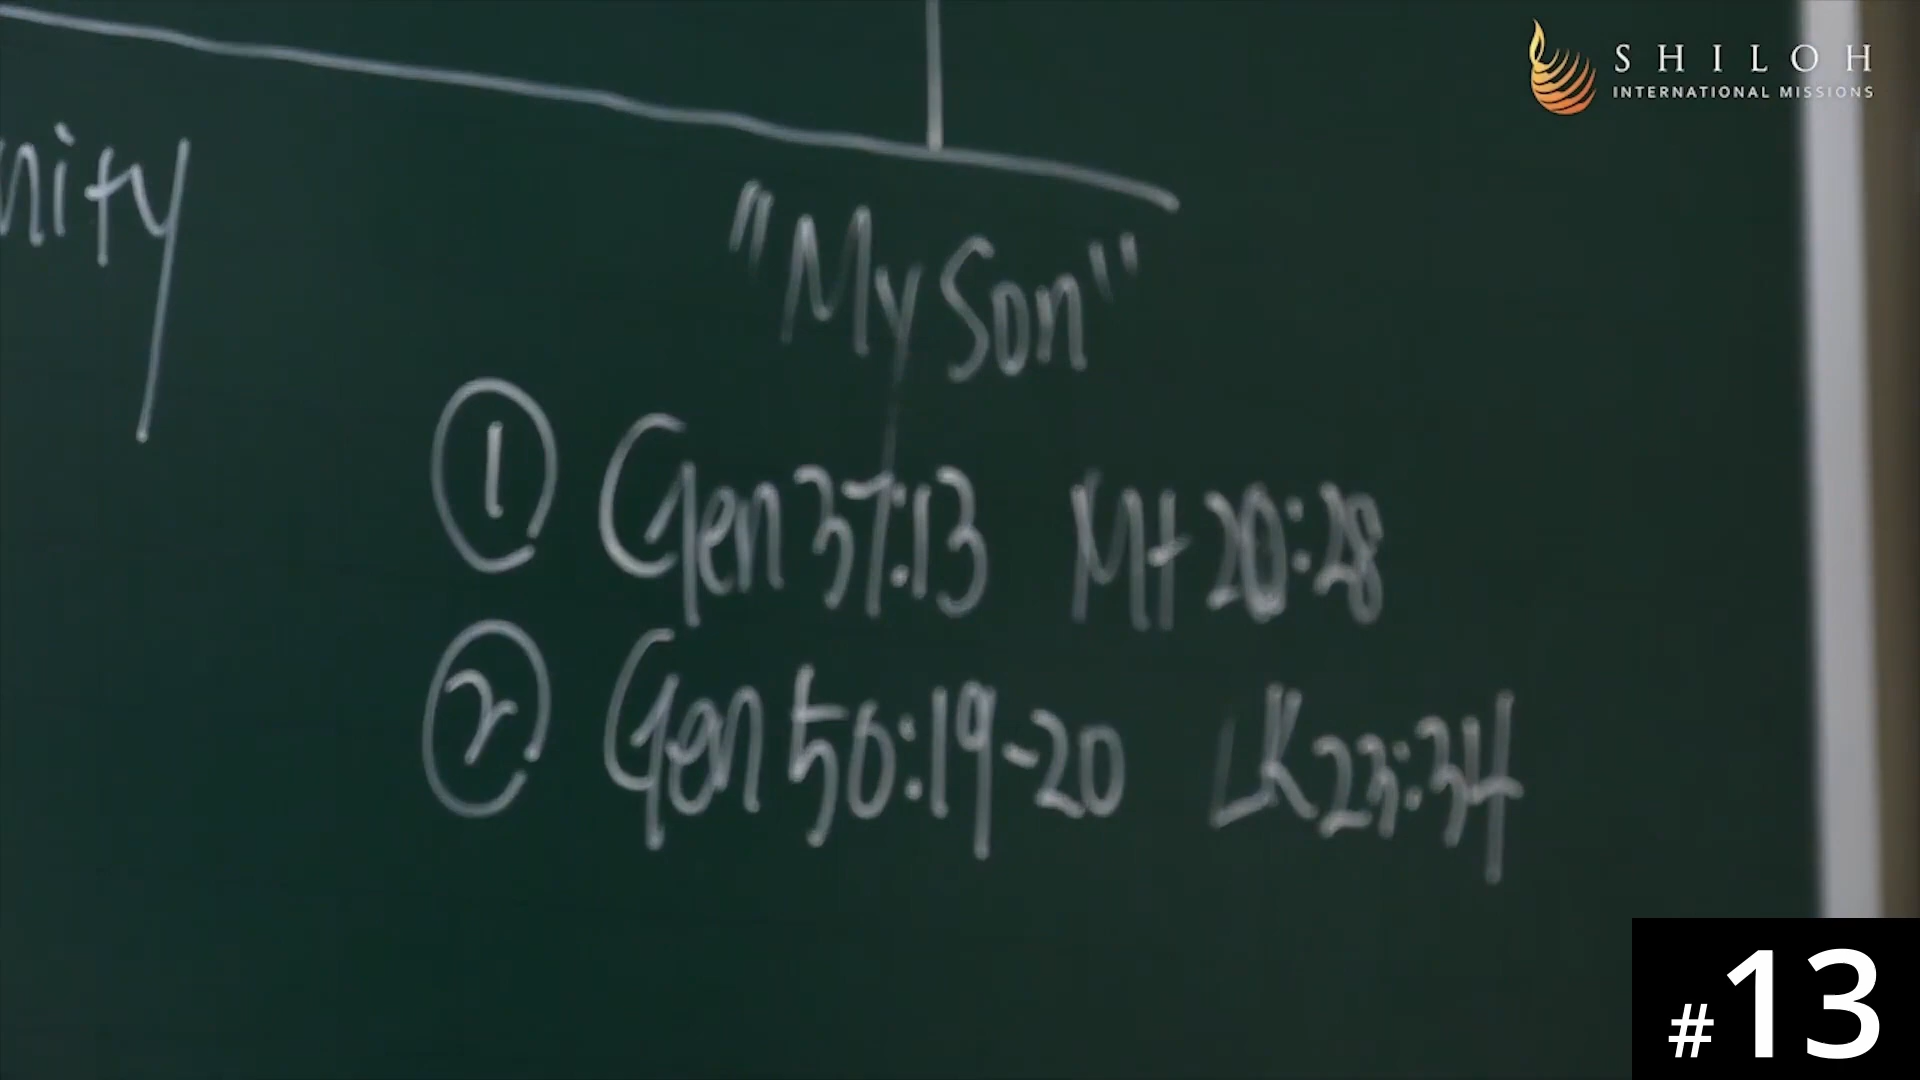 SHILOH
INTERNATIONAL MISSIONS
"My Son"
① Gen 37:13 Mt 20:28
② Gen 50:19-20 LK 23:34
#13